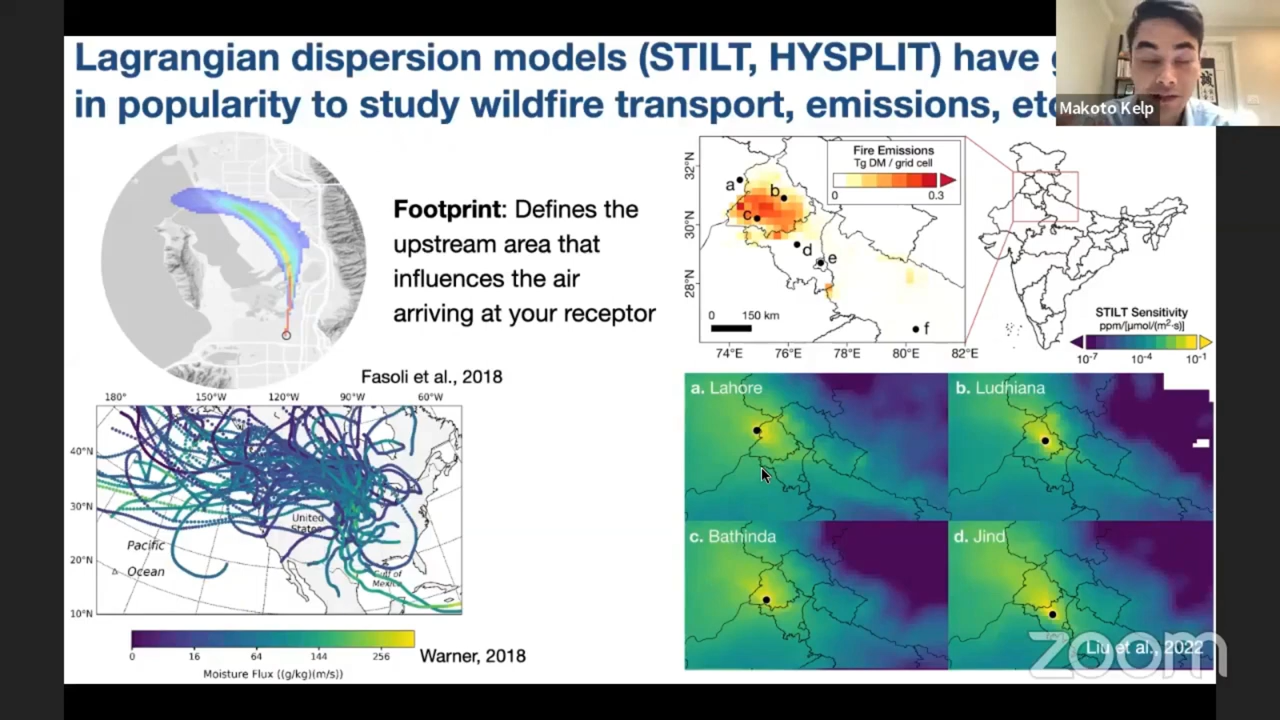 Lagrangian dispersion models (STILT, HYSPLIT) have
in popularity to study wildfire transport, emissions, etc
Makoto Kelp
Footprint: Defines the
upstream area that
influences the air
arriving at your receptor
Fasoli et al., 2018
180°
150°W
120°W
90°W
60°W
40°N
30°N
20°N
10°N
United
States
Pacific
Ocean
Gulf of
Mexico
0
16
64
144
256
Moisture Flux ((g/kg)(m/s))
Warner, 2018
32°N
30°N
28°N
Fire Emissions
Tg DM / grid cell
0
0.3
a
b
c
d
e
f
0 150 km
74°E
76°E
78°E
80°E
82°E
STILT Sensitivity
ppm/[μmol/(m²·s)]
10⁻⁷
10⁻⁴
10⁻¹
a. Lahore
b. Ludhiana
c. Bathinda
d. Jind
Liu et al., 2022
zoom